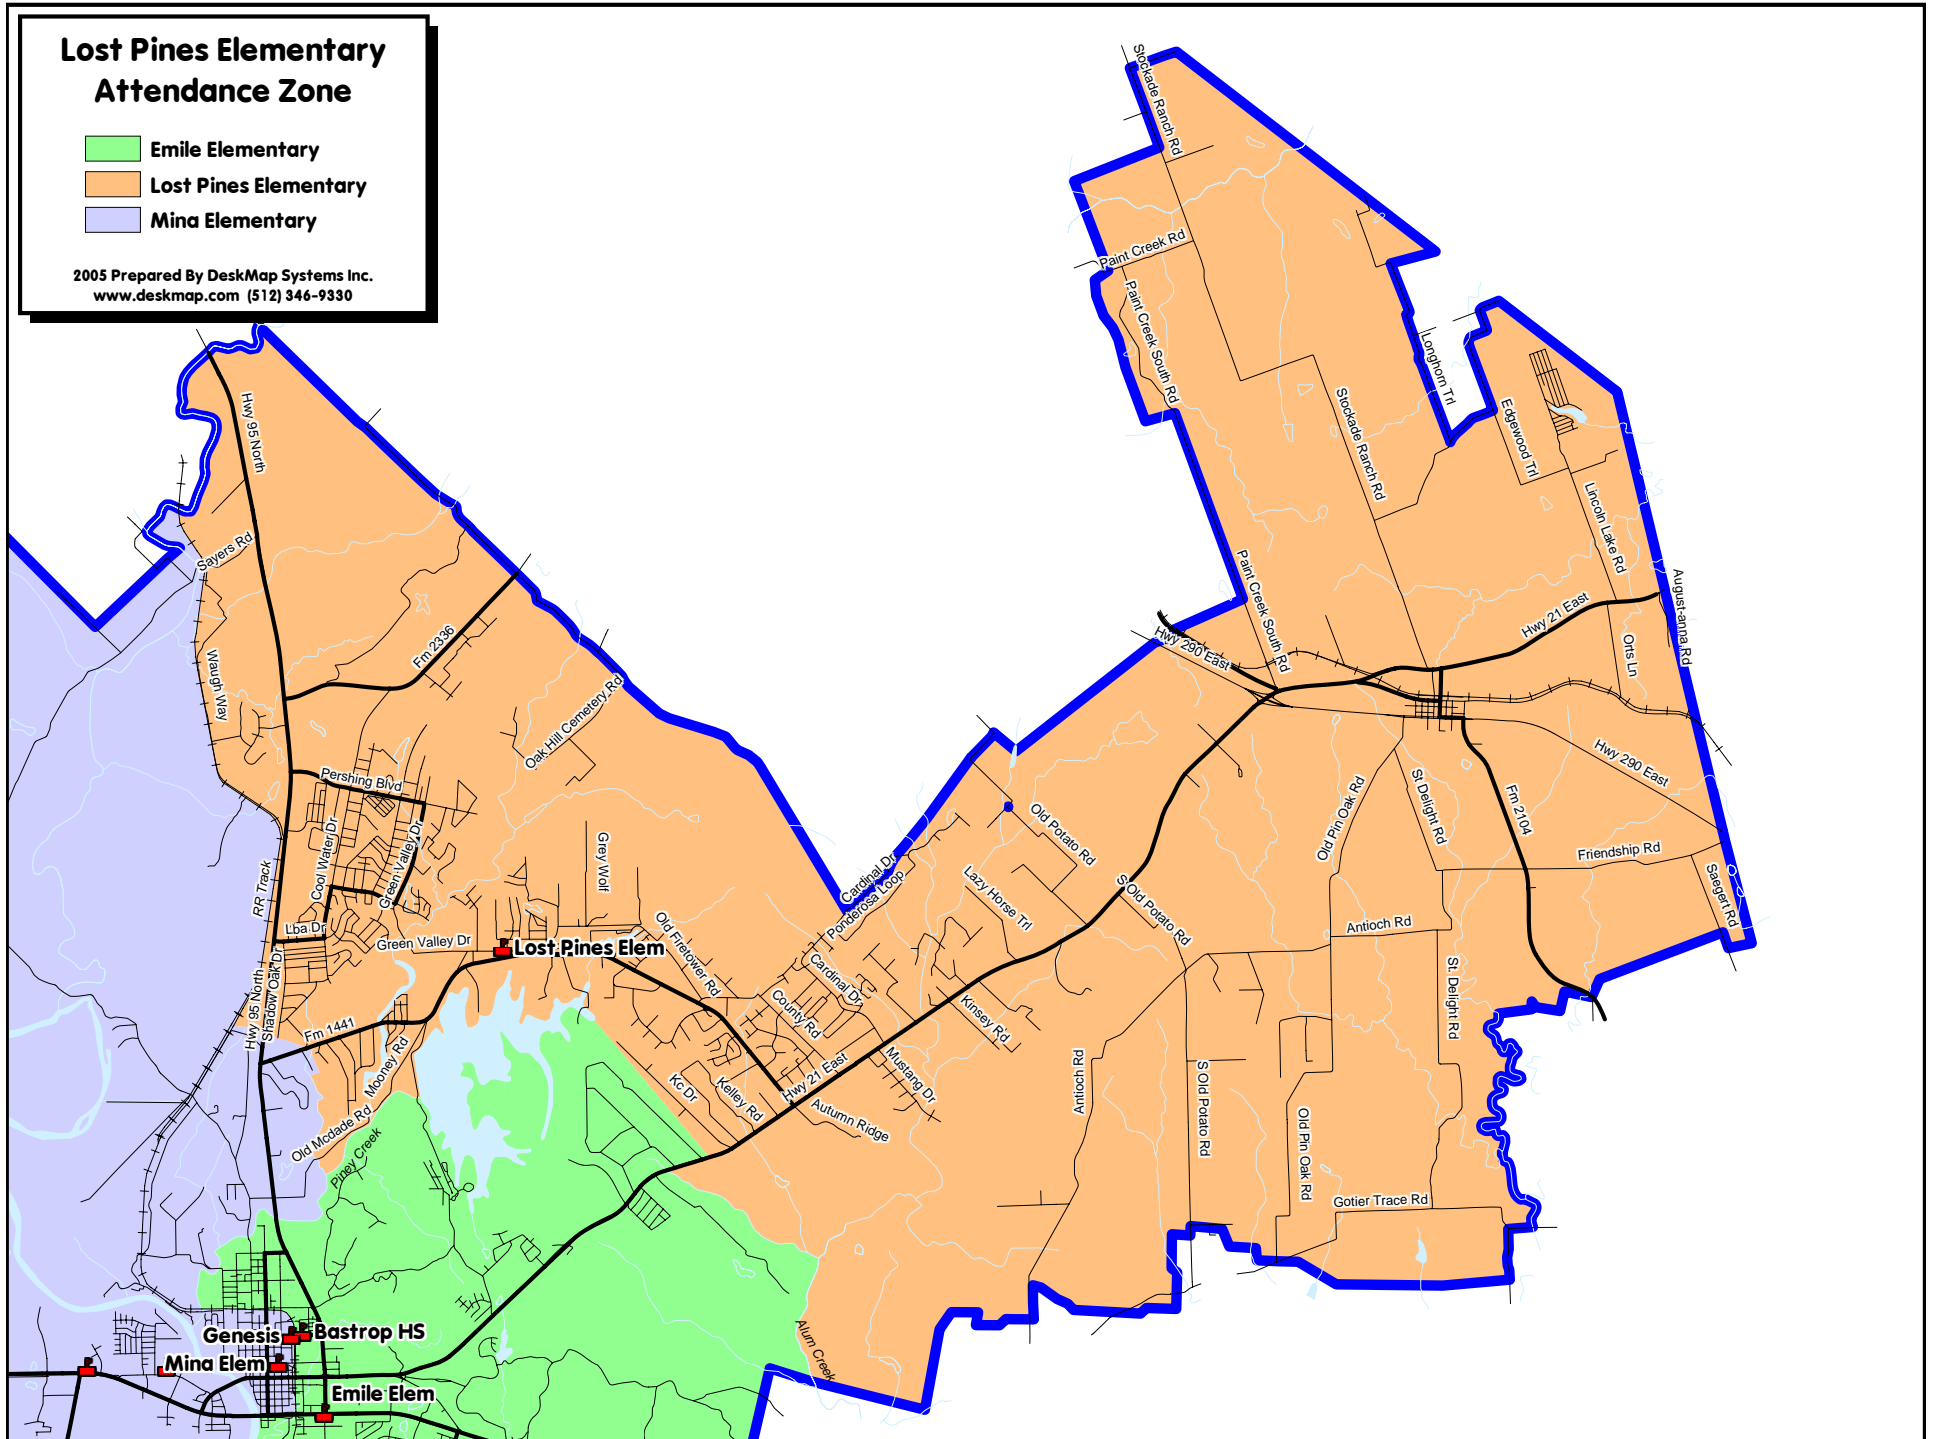 Lost Pines Elementary
Attendance Zone
Emile Elementary
Lost Pines Elementary
Mina Elementary
2005 Prepared By DeskMap Systems Inc.
www.deskmap.com (512) 346-9330
Stockade Ranch Rd
Paint Creek Rd
Paint Creek South Rd
Longhorn Trl
Stockade Ranch Rd
Edgewood Trl
Lincoln Lake Rd
Hwy 95 North
Sayers Rd
Fm 2336
Waugh Way
Oak Hill Cemetery Rd
Paint Creek South Rd
Hwy 290 East
Hwy 21 East
August-anna Rd
Orts Ln
Hwy 290 East
Pershing Blvd
Cool Water Dr
Green Valley Dr
Grey Wolf
RR Track
Lba Dr
Green Valley Dr
Lost Pines Elem
Old Firetower Rd
Cardinal Dr
Ponderosa Loop
Lazy Horse Trl
Old Potato Rd
S Old Potato Rd
Old Pin Oak Rd
St Delight Rd
Fm 2104
Friendship Rd
Saegert Rd
Antioch Rd
St. Delight Rd
Hwy 95 North
Shadow Oak Dr
Fm 1441
Mooney Rd
Old Mcdade Rd
Piney Creek
Cardinal Dr
County Rd
Kinsey Rd
Hwy 21 East
Mustang Dr
Kc Dr
Kelley Rd
Autumn Ridge
Antioch Rd
S Old Potato Rd
Old Pin Oak Rd
Gotier Trace Rd
Alum Creek
Genesis
Bastrop HS
Mina Elem
Emile Elem